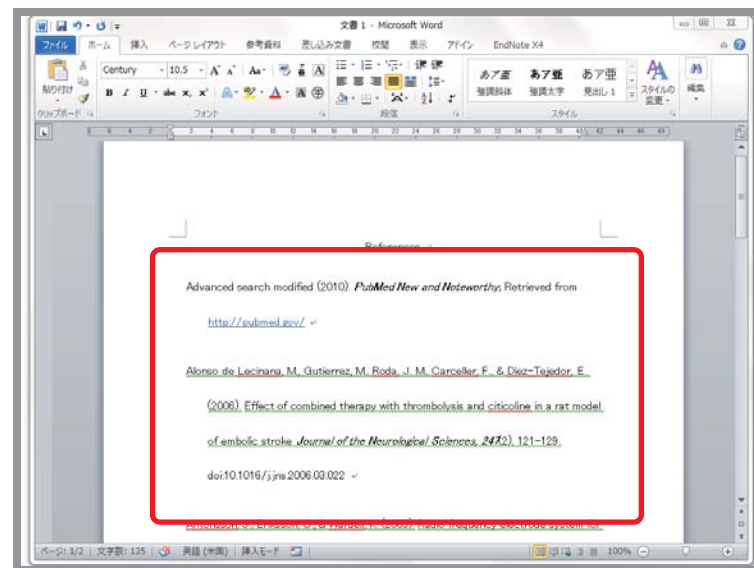 文書 1 - Microsoft Word
ファイル ホーム 挿入 ページ レイアウト 参考資料 差し込み文書 校閲 表示 アドイン EndNote X4
Century 10.5
貼り付け
B I U abc
あア亜 あア亜 あア亜
強調斜体 強調太字 見出し 1
スタイルの
変更
編集
クリップボード フォント 段落 スタイル
References
Advanced search modified (2010). PubMed New and Noteworthy, Retrieved from
http://pubmed.gov/
Alonso de Lecinana, M., Gutierrez, M., Roda, J. M., Carceller, F., & Diez-Tejedor, E.
(2006). Effect of combined therapy with thrombolysis and citicoline in a rat model
of embolic stroke. Journal of the Neurological Sciences, 247(2), 121-129.
doi:10.1016/j.jns.2006.03.022
ページ: 1/2 文字数: 135 英語 (米国) 挿入モード 100%